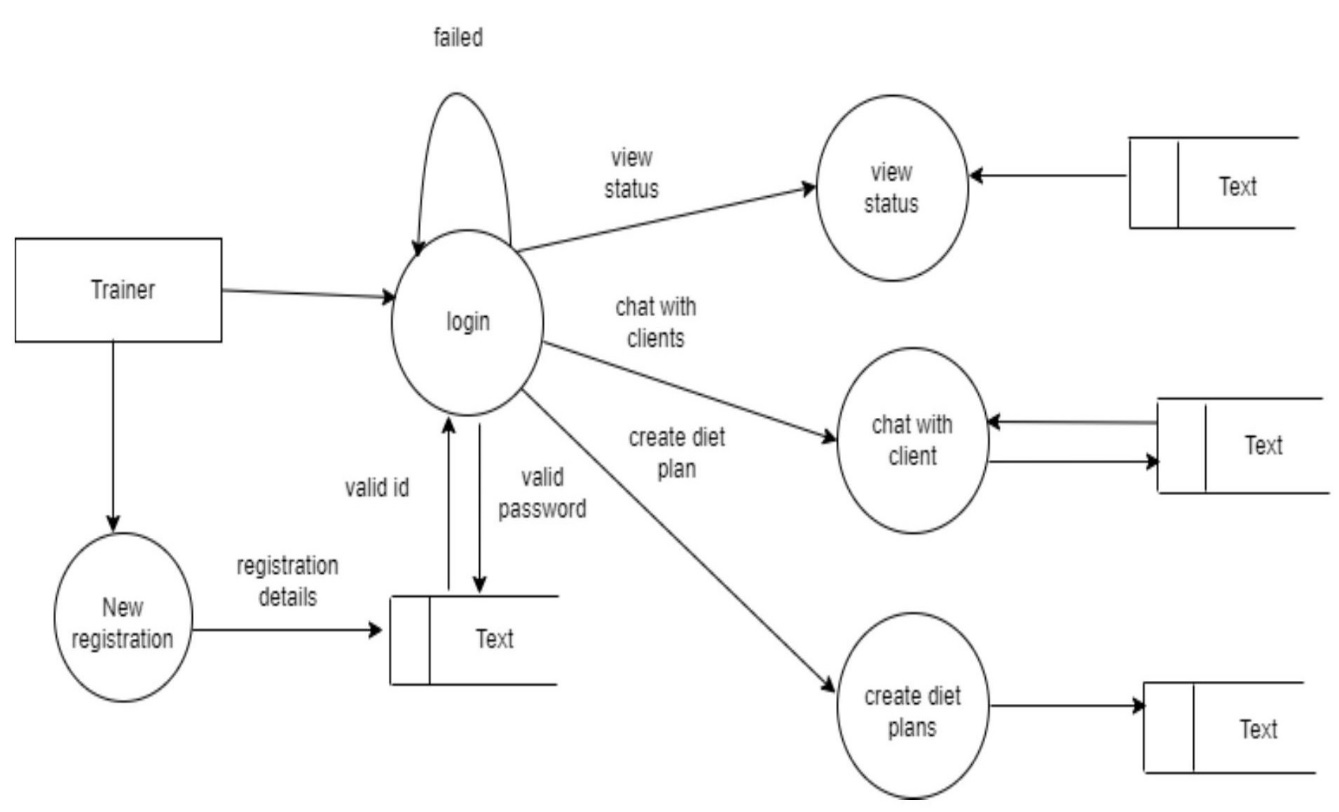 failed
view
status
view
status
Text
Trainer
login
chat with
clients
chat with
client
Text
create diet
plan
valid id
valid
password
registration
details
New
registration
Text
create diet
plans
Text